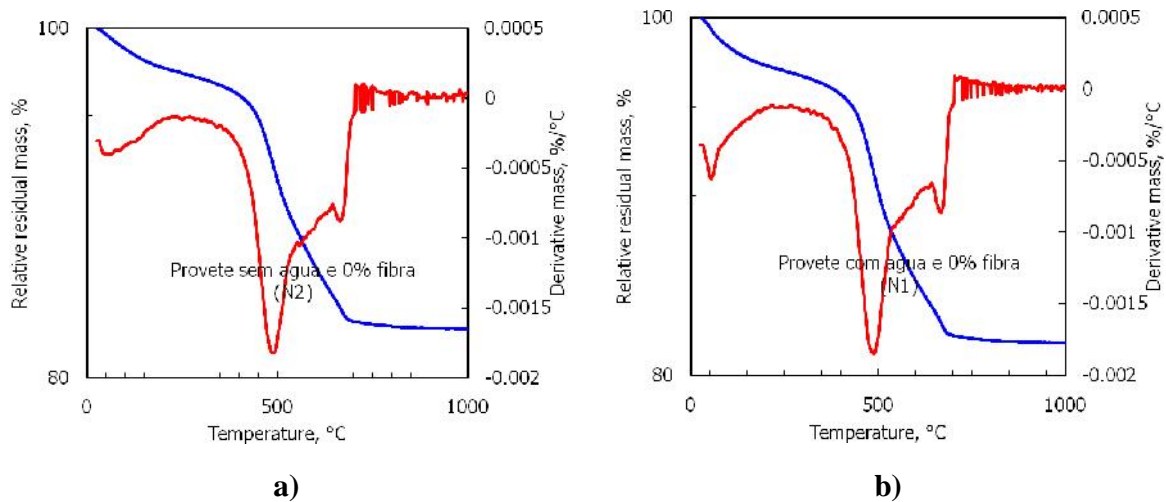 100
80
0
500
1000
Temperature, °C
Relative residual mass, %
0.0005
0
-0.0005
-0.001
-0.0015
-0.002
Derivative mass, %/°C
Provete sem agua e 0% fibra
(N2)
a)
100
80
0
500
1000
Temperature, °C
Relative residual mass, %
0.0005
0
-0.0005
-0.001
-0.0015
-0.002
Derivative mass, %/°C
Provete com agua e 0% fibra
(N1)
b)